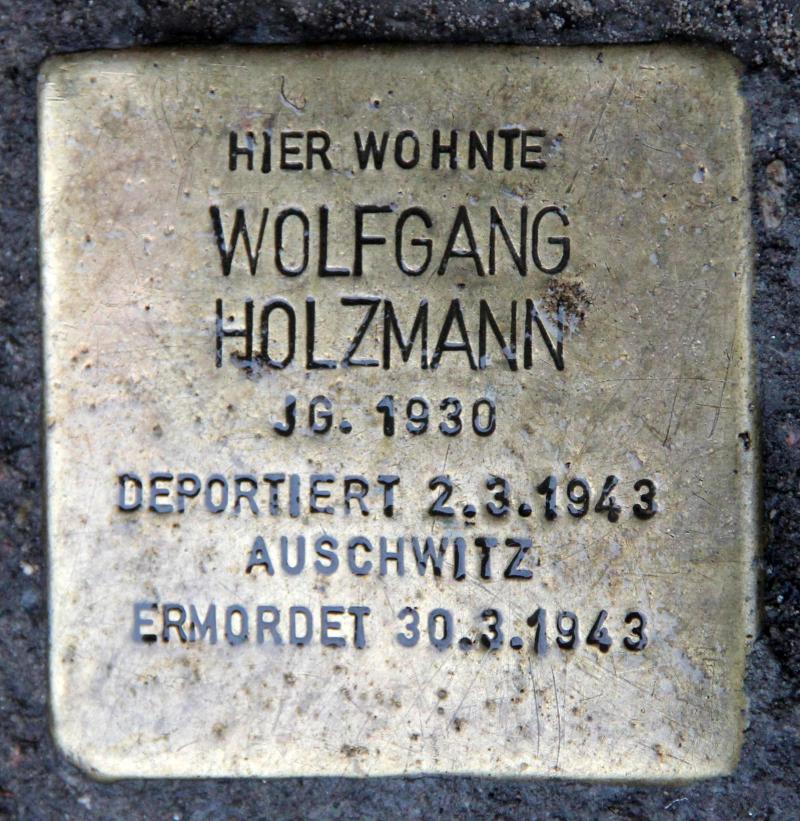 HIER WOHNTE
WOLFGANG
HOLZMANN
JG. 1930
DEPORTIERT 2.3.1943
AUSCHWITZ
ERMORDET 30.3.1943